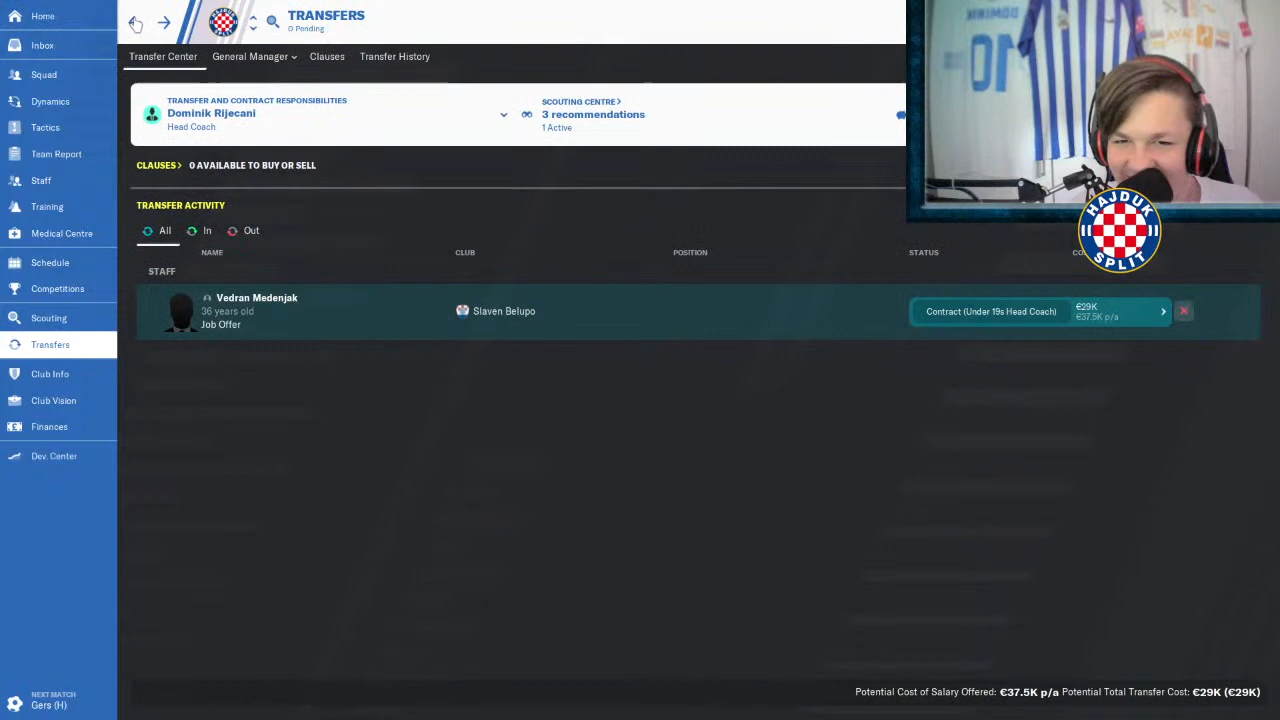 Home
Inbox
Squad
Dynamics
Tactics
Team Report
Staff
Training
Medical Centre
Schedule
Competitions
Scouting
Transfers
Club Info
Club Vision
Finances
Dev. Center
NEXT MATCH
Gers (H)
TRANSFERS
0 Pending
Transfer Center General Manager Clauses Transfer History
TRANSFER AND CONTRACT RESPONSIBILITIES
Dominik Rijecani
Head Coach
SCOUTING CENTRE >
3 recommendations
1 Active
CLAUSES > 0 AVAILABLE TO BUY OR SELL
TRANSFER ACTIVITY
All In Out
NAME CLUB POSITION STATUS
STAFF
Vedran Medenjak
36 years old
Job Offer
Slaven Belupo
Contract (Under 19s Head Coach)
€29K
€37.5K p/a
Potential Cost of Salary Offered: €37.5K p/a Potential Total Transfer Cost: €29K (€29K)
DOMINIK
10
HAJDUK
SPLIT